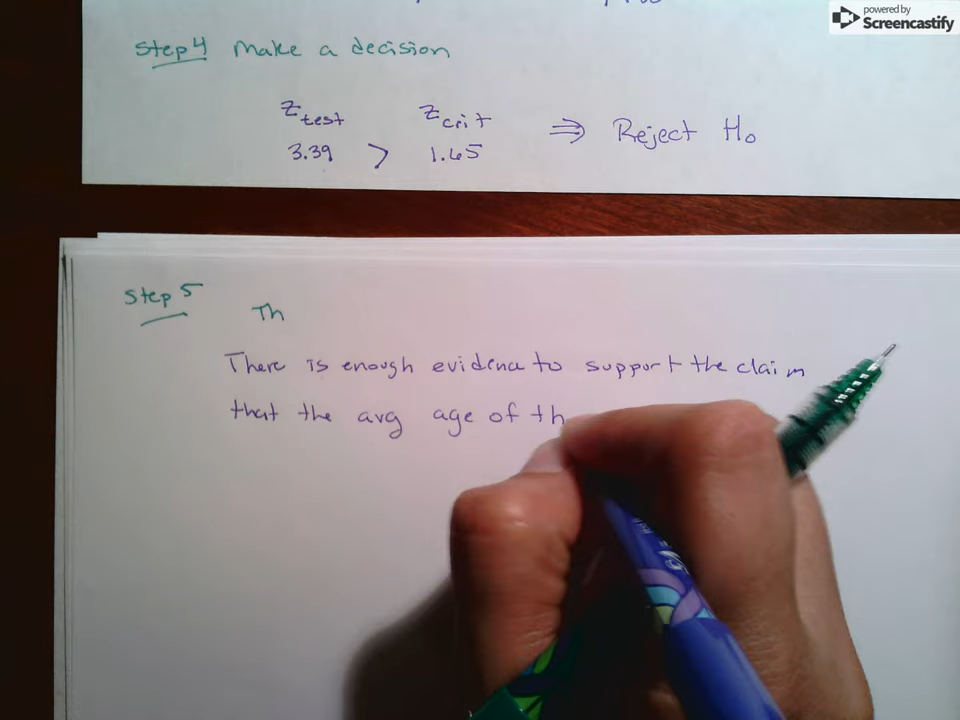 powered by
Screencastify
Step 4 Make a decision
Z test Z crit ⇒ Reject H₀
3.39 > 1.65
Step 5
Th
There is enough evidence to support the claim
that the avg age of th